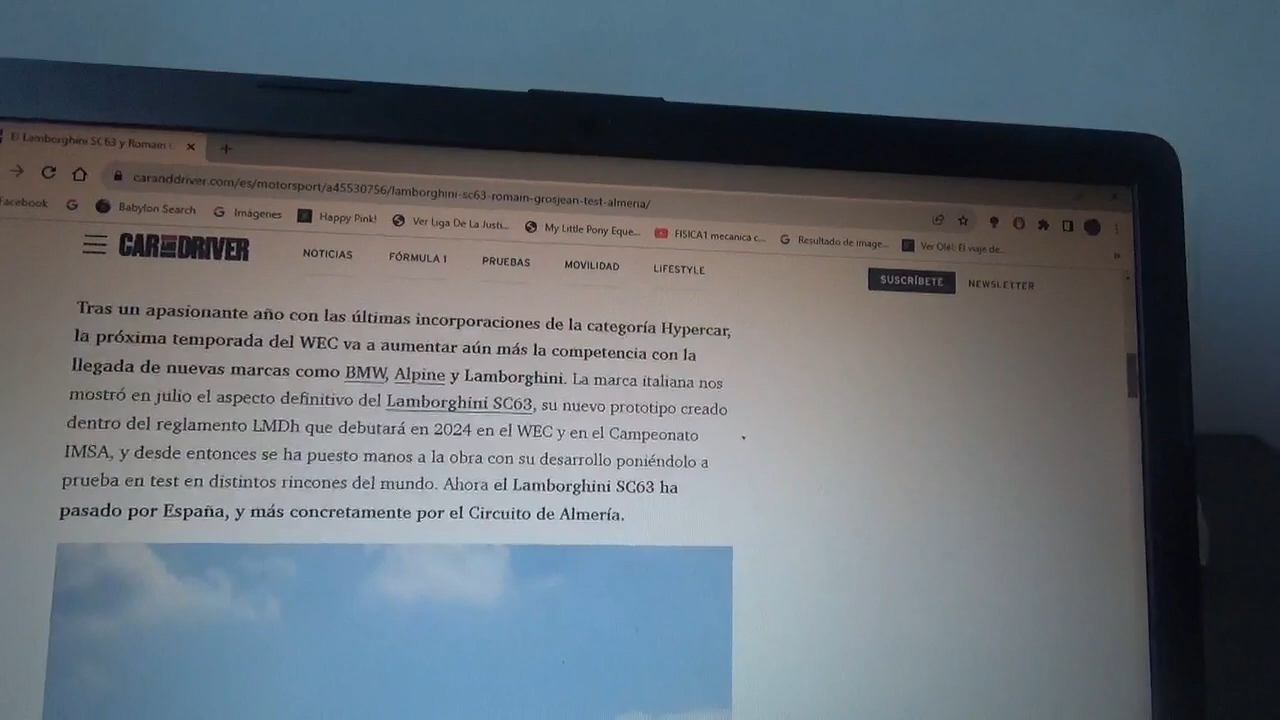 El Lamborghini SC63 y Romain
caranddriver.com/es/motorsport/a45530756/lamborghini-sc63-romain-grosjean-test-almeria/
Facebook Babylon Search Imágenes Happy Pink! Ver Liga De La Justi... My Little Pony Eque... FISICA1 mecanica c... Resultado de image... Ver Olé!: El viaje de...
CAR AND DRIVER NOTICIAS FÓRMULA 1 PRUEBAS MOVILIDAD LIFESTYLE SUSCRÍBETE NEWSLETTER
Tras un apasionante año con las últimas incorporaciones de la categoría Hypercar,
la próxima temporada del WEC va a aumentar aún más la competencia con la
llegada de nuevas marcas como BMW, Alpine y Lamborghini. La marca italiana nos
mostró en julio el aspecto definitivo del Lamborghini SC63, su nuevo prototipo creado
dentro del reglamento LMDh que debutará en 2024 en el WEC y en el Campeonato
IMSA, y desde entonces se ha puesto manos a la obra con su desarrollo poniéndolo a
prueba en test en distintos rincones del mundo. Ahora el Lamborghini SC63 ha
pasado por España, y más concretamente por el Circuito de Almería.